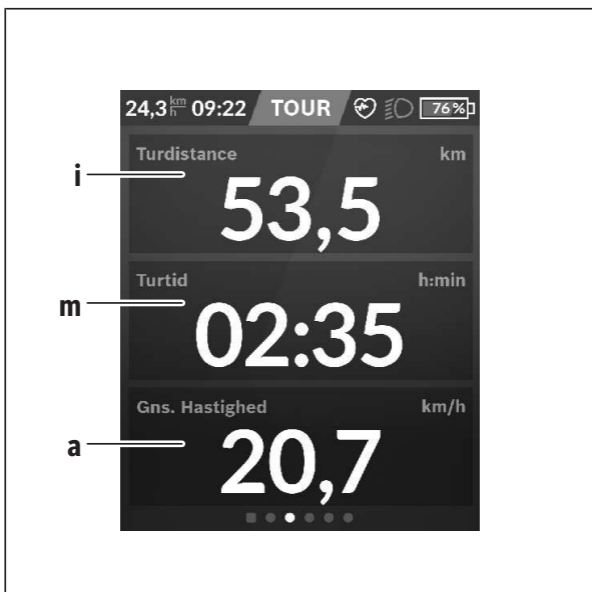 24,3 km/h 09:22 TOUR 76%
Turdistance km
i
53,5
Turtid h:min
m
02:35
Gns. Hastighed km/h
a
20,7